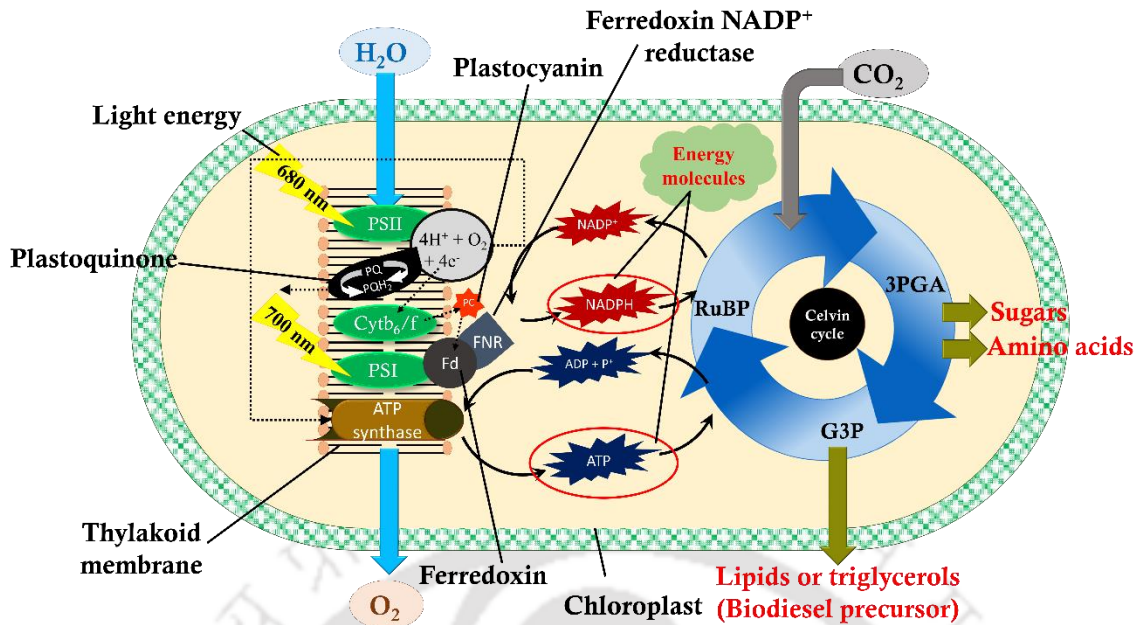 Ferredoxin NADP⁺
reductase
H₂O
Plastocyanin
CO₂
Light energy
Energy
molecules
680 nm
PSII
4H⁺ + O₂
+ 4e⁻
NADP⁺
Plastoquinone
PQ
PQH₂
3PGA
PC
NADPH
RuBP
Celvin
cycle
Sugars
700 nm
Cytb₆/f
FNR
Amino acids
PSI
Fd
ADP + P⁺
ATP
synthase
G3P
ATP
Thylakoid
membrane
Ferredoxin
Chloroplast
Lipids or triglycerols
(Biodiesel precursor)
O₂